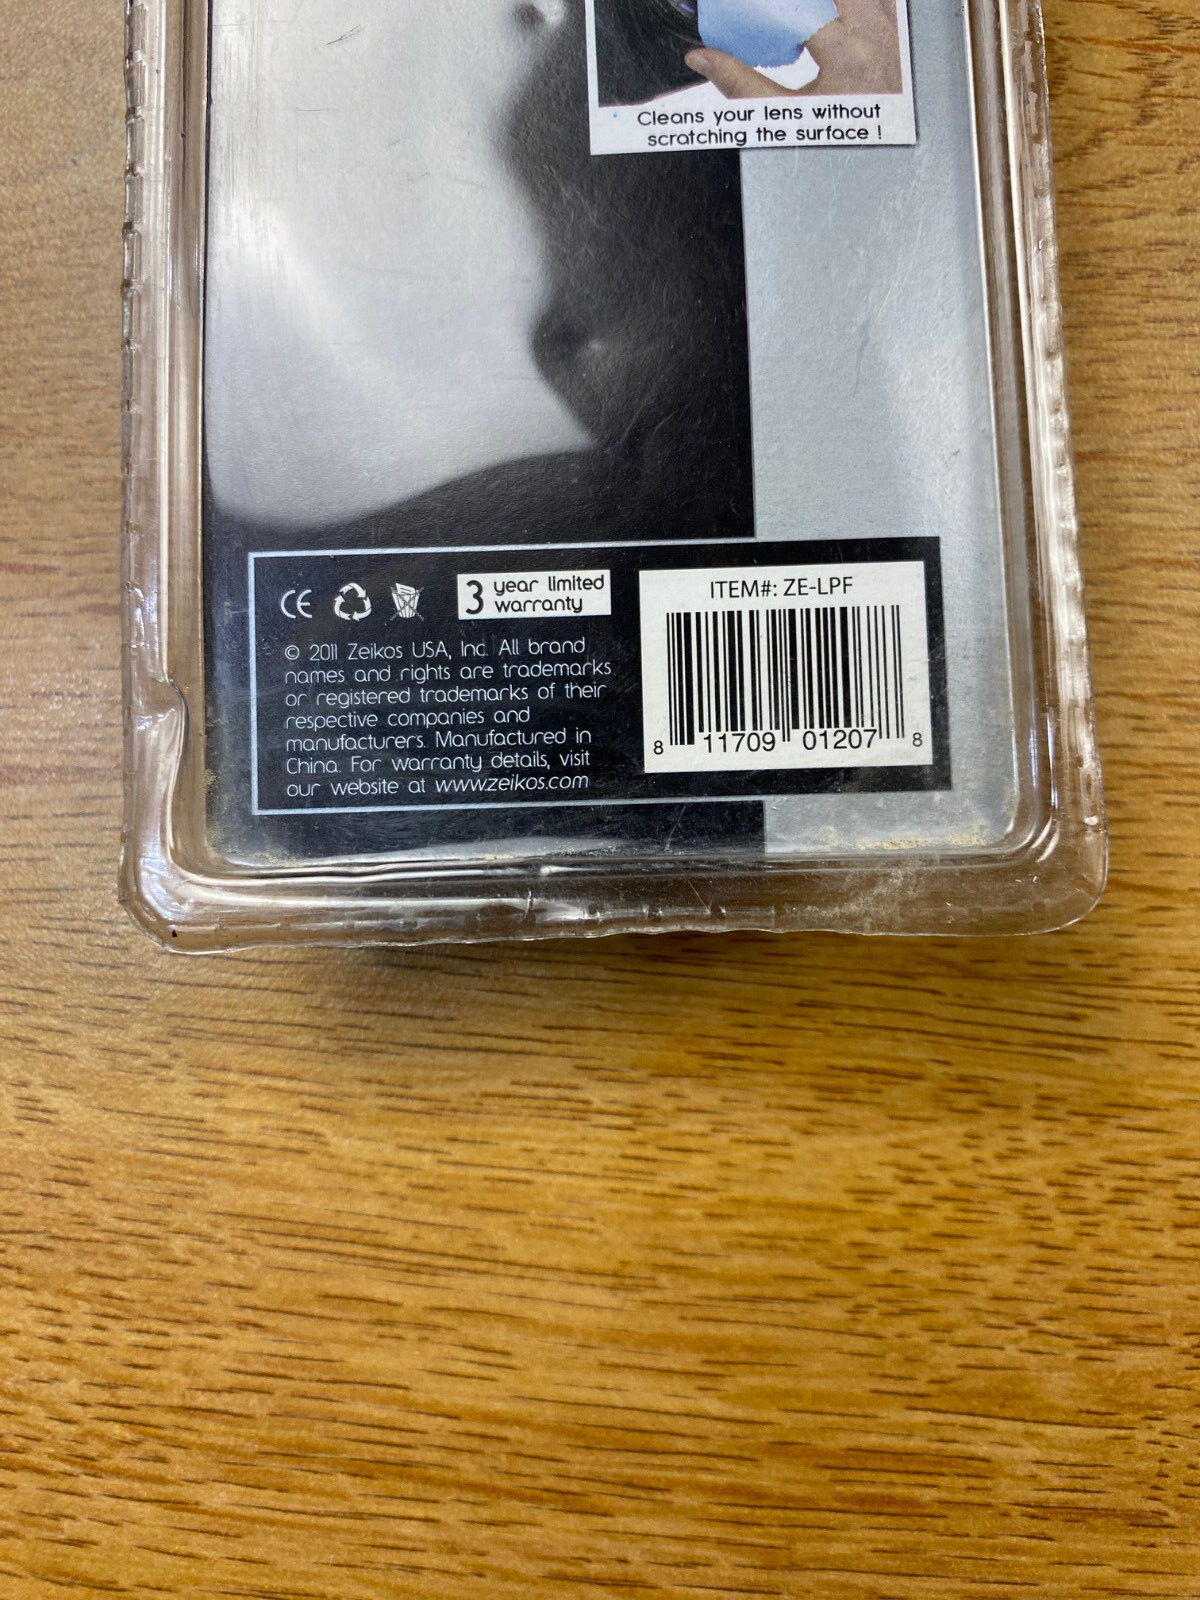 Cleans your lens without
scratching the surface !
CE
3 year limited
warranty
© 2011 Zeikos USA, Inc. All brand
names and rights are trademarks
or registered trademarks of their
respective companies and
manufacturers. Manufactured in
China. For warranty details, visit
our website at www.zeikos.com
ITEM#: ZE-LPF
8 11709 01207 8